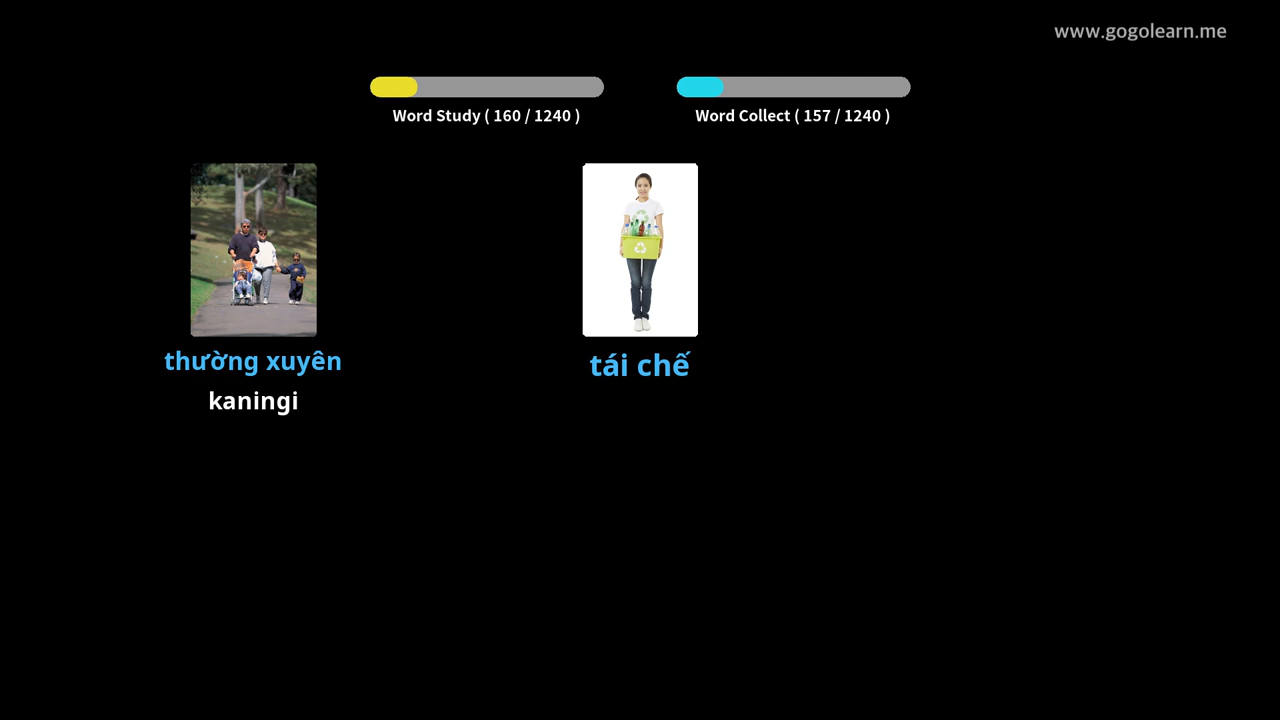 www.gogolearn.me
Word Study ( 160 / 1240 )
Word Collect ( 157 / 1240 )
thường xuyên
kaningi
tái chế